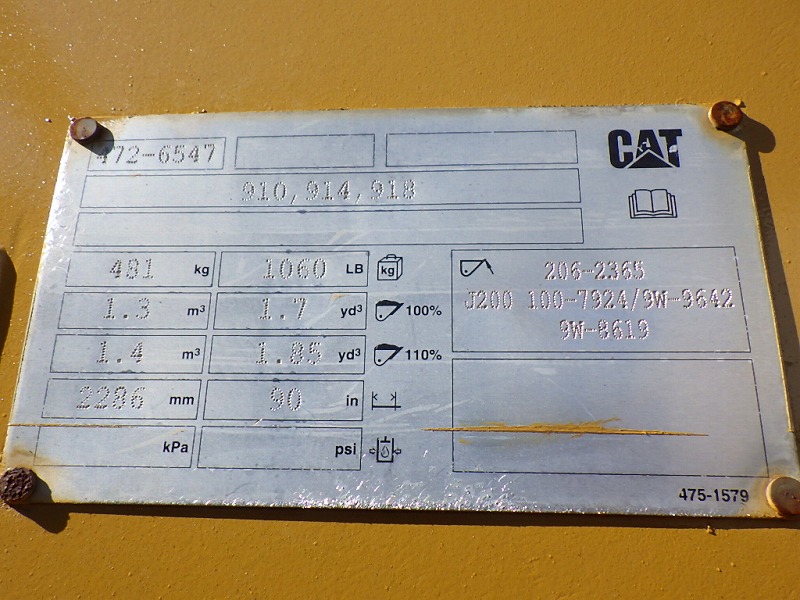 472-6547
CAT
910,914,918
481 kg 1060 LB kg
1.3 m³ 1.7 yd³ 100%
1.4 m³ 1.85 yd³ 110%
2286 mm 90 in
kPa psi
206-2365
J200 100-7924/9W-9642
9W-8619
475-1579